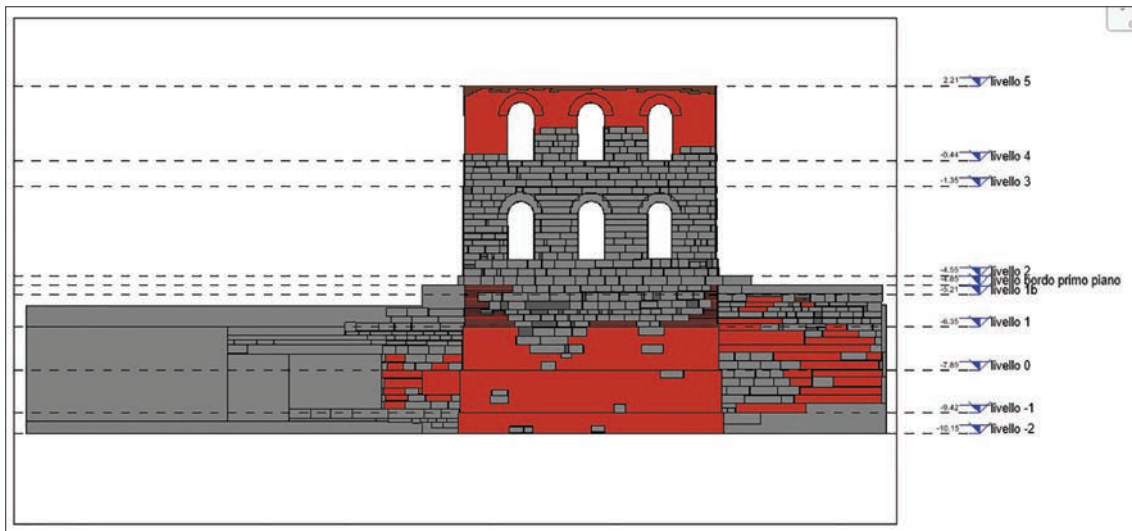 2.21 livello 5
-0.44 livello 4
-1.35 livello 3
-4.55 livello 2
livello bordo primo piano
-5.21 livello 1b
-6.35 livello 1
-7.89 livello 0
-9.42 livello -1
-10.15 livello -2